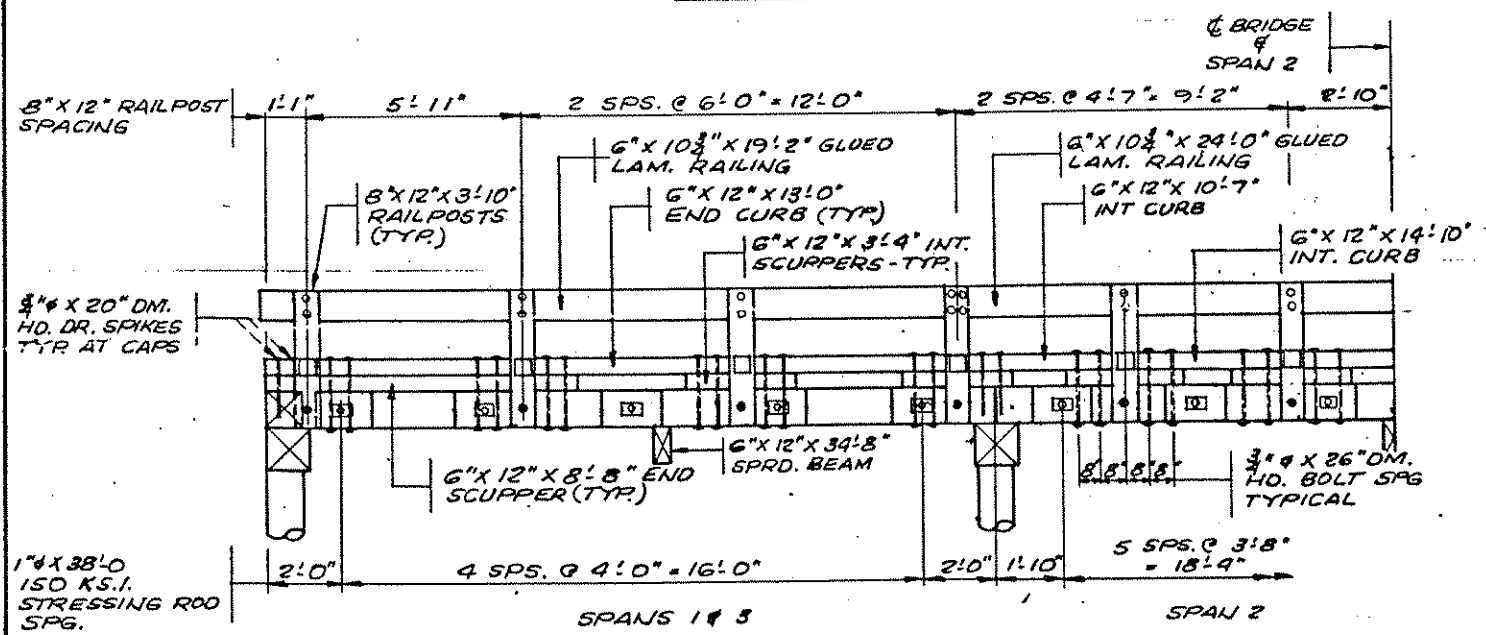 ₵ BRIDGE
&
SPAN 2
8" X 12" RAILPOST
SPACING
1'-1"
5'-11"
2 SPS. @ 6'-0" = 12'-0"
2 SPS. @ 4'-7" = 9'-2"
2'-10"
6" X 10¾" X 19'-2" GLUED
LAM. RAILING
6" X 10¾" X 24'-0" GLUED
LAM. RAILING
8" X 12" X 3'-10"
RAILPOSTS
(TYP.)
6" X 12" X 13'-0"
END CURB (TYP)
6" X 12" X 10'-7"
INT CURB
6" X 12" X 3'-4" INT.
SCUPPERS-TYP.
6" X 12" X 14'-10"
INT. CURB
¾"φ X 20" DM.
HD. DR. SPIKES
TYP. AT CAPS
6" X 12" X 8'-8" END
SCUPPER (TYP.)
6" X 12" X 34'-8"
SPRD. BEAM
8" 8" 8" 8"
¾"φ X 26" DM.
HD. BOLT SPG
TYPICAL
1"φ X 38'-0
150 K.S.I.
STRESSING ROD
SPG.
2'-0"
4 SPS. @ 4'-0" = 16'-0"
2'-0"
1'-10"
5 SPS. @ 3'-8"
= 18'-4"
SPANS 1 & 3
SPAN 2